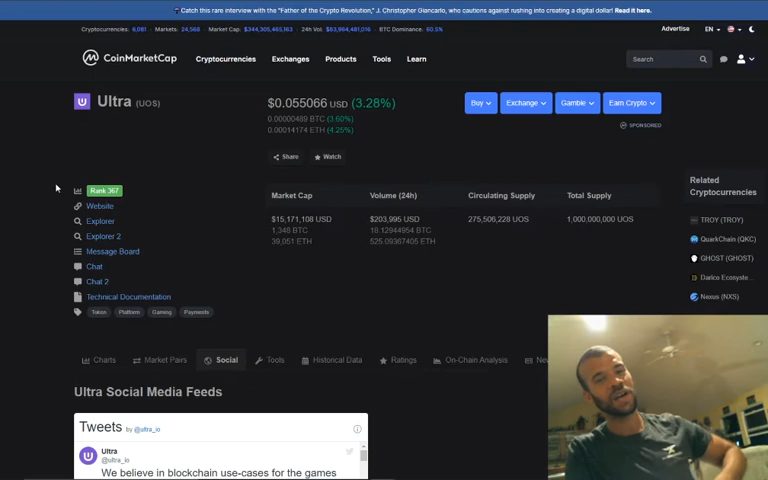 Catch this rare interview with the "Father of the Crypto Revolution," J. Christopher Giancarlo, who cautions against rushing into creating a digital dollar! Read it here.
Cryptocurrencies: 6,091 Markets: 24,568 Market Cap: $344,305,465,163 24h Vol: $63,964,481,016 BTC Dominance: 60.5%
Advertise EN
CoinMarketCap
Cryptocurrencies Exchanges Products Tools Learn
Search
Ultra (UOS)
$0.055066 USD (3.28%)
0.00000489 BTC (3.60%)
0.00014174 ETH (4.25%)
Buy Exchange Gamble Earn Crypto
SPONSORED
Share Watch
Rank 367
Website
Explorer
Explorer 2
Message Board
Chat
Chat 2
Technical Documentation
Token Platform Gaming Payments
Market Cap Volume (24h) Circulating Supply Total Supply
$15,171,108 USD $203,995 USD 275,506,228 UOS 1,000,000,000 UOS
1,348 BTC 18.12944954 BTC
39,051 ETH 525.09367405 ETH
Related
Cryptocurrencies
TROY (TROY)
QuarkChain (QKC)
GHOST (GHOST)
Darico Ecosyste...
Nexus (NXS)
Charts Market Pairs Social Tools Historical Data Ratings On-Chain Analysis
Ultra Social Media Feeds
Tweets by @ultra_io
Ultra
@ultra_io
We believe in blockchain use-cases for the games